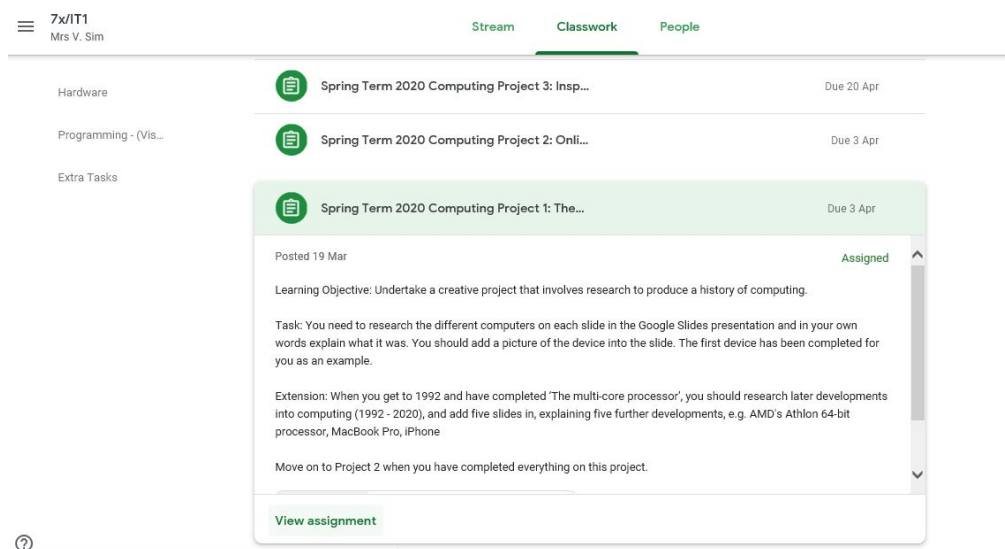 7x/IT1
Mrs V. Sim
Stream
Classwork
People
Hardware
Programming - (Vis...
Extra Tasks
Spring Term 2020 Computing Project 3: Insp...
Due 20 Apr
Spring Term 2020 Computing Project 2: Onli...
Due 3 Apr
Spring Term 2020 Computing Project 1: The...
Due 3 Apr
Posted 19 Mar
Assigned
Learning Objective: Undertake a creative project that involves research to produce a history of computing.
Task: You need to research the different computers on each slide in the Google Slides presentation and in your own
words explain what it was. You should add a picture of the device into the slide. The first device has been completed for
you as an example.
Extension: When you get to 1992 and have completed ‘The multi-core processor’, you should research later developments
into computing (1992 - 2020), and add five slides in, explaining five further developments, e.g. AMD's Athlon 64-bit
processor, MacBook Pro, iPhone
Move on to Project 2 when you have completed everything on this project.
View assignment